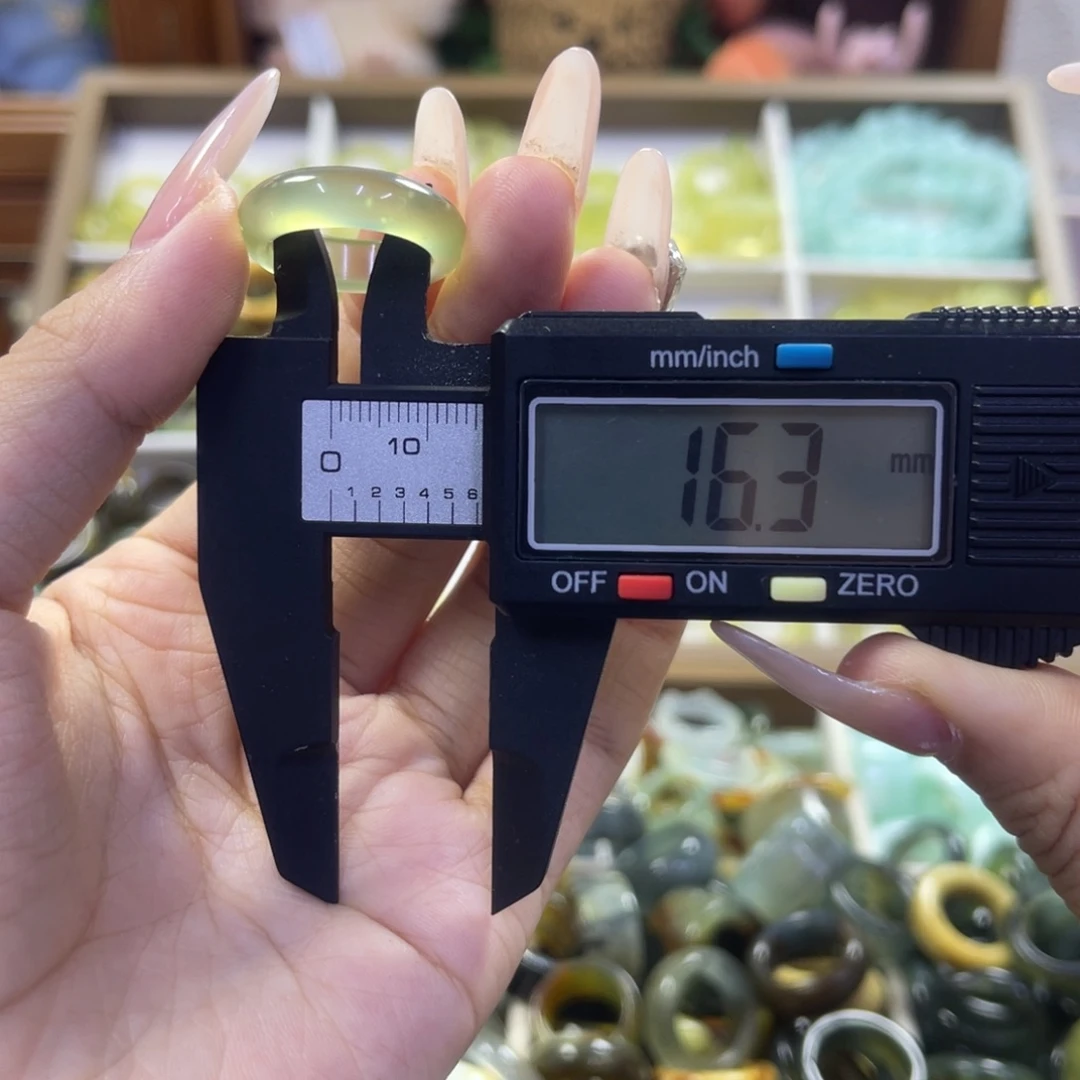 mm/inch
16.3 mm
0 10
1 2 3 4 5 6
OFF ON ZERO